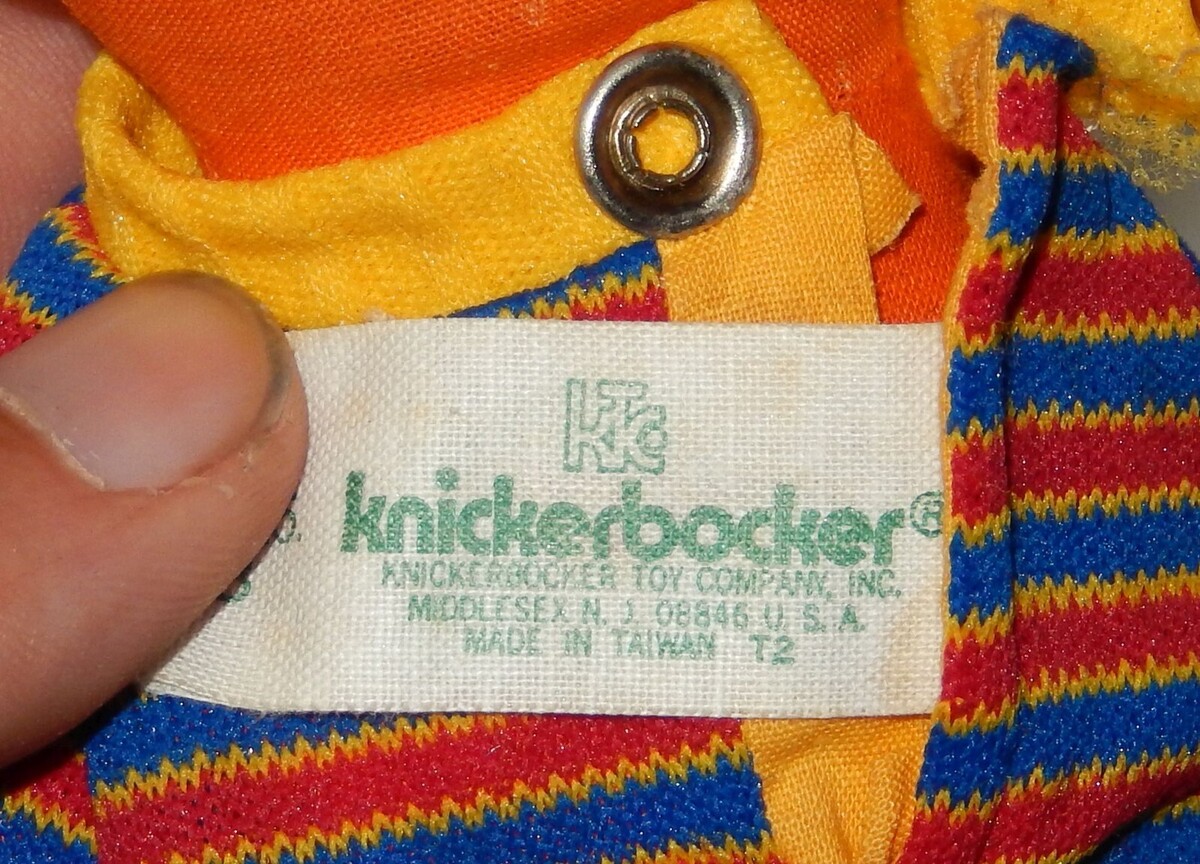 KTC
knickerbocker®
KNICKERBOCKER TOY COMPANY, INC.
MIDDLESEX N. J. 08846 U. S. A.
MADE IN TAIWAN T2